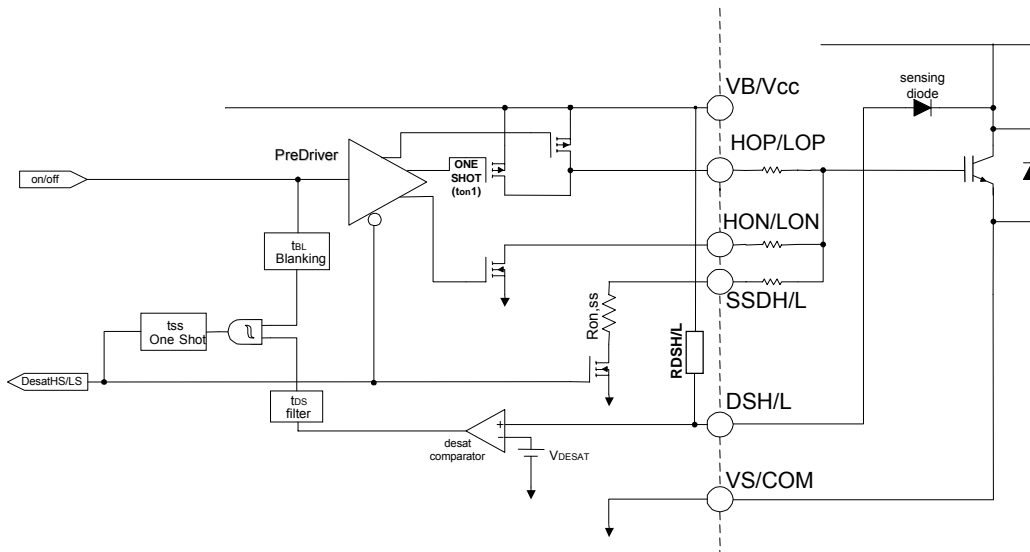 sensing
diode
VB/Vcc
HOP/LOP
PreDriver
ONE
SHOT
(ton1)
on/off
HON/LON
tBL
Blanking
SSDH/L
Ron,ss
tss
One Shot
RDSH/L
DesatHS/LS
tDS
filter
DSH/L
+
-
desat
comparator
VDESAT
VS/COM